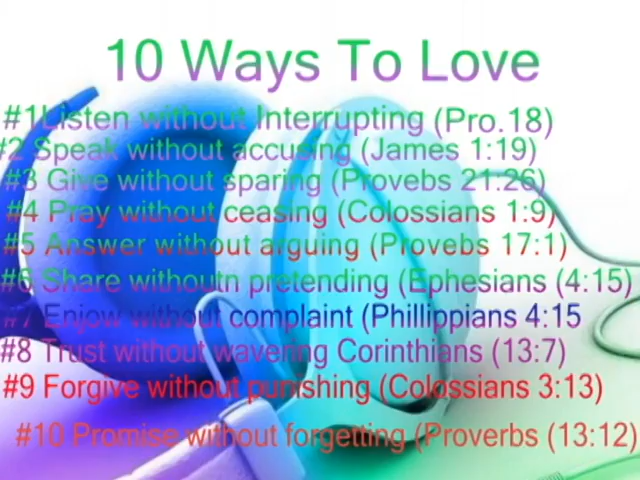 10 Ways To Love
#1Listen without Interrupting (Pro.18)
#2 Speak without accusing (James 1:19)
#3 Give without sparing (Provebs 21:26)
#4 Pray without ceasing (Colossians 1:9)
#5 Answer without arguing (Provebs 17:1)
#6 Share withoutn pretending (Ephesians (4:15)
#7 Enjow without complaint (Phillippians 4:15
#8 Trust without wavering Corinthians (13:7)
#9 Forgive without punishing (Colossians 3:13)
#10 Promise without forgetting (Proverbs (13:12)